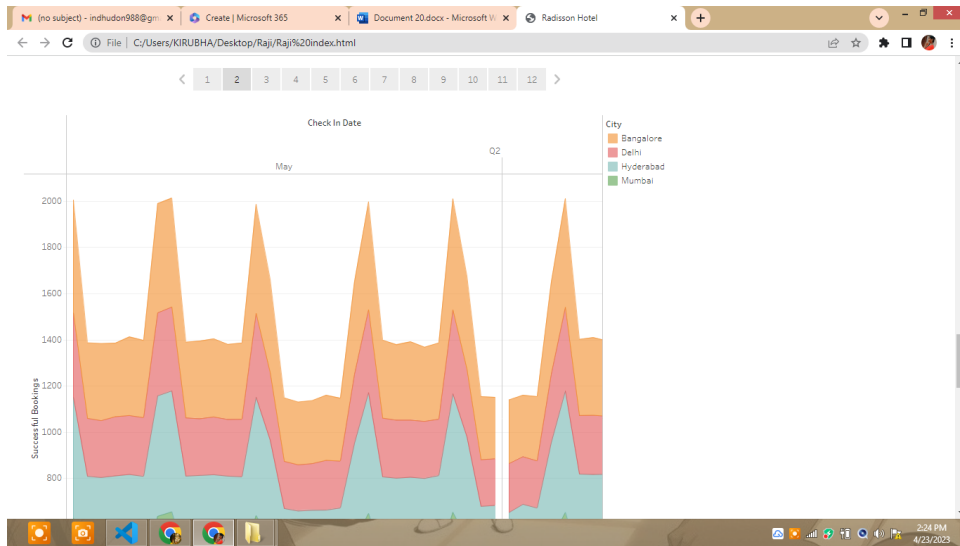 (no subject) - indhudon988@gm
Create | Microsoft 365
Document 20.docx - Microsoft W
Radisson Hotel
File | C:/Users/KIRUBHA/Desktop/Raji/Raji%20index.html
1 2 3 4 5 6 7 8 9 10 11 12
Check In Date
Q2
May
City
Bangalore
Delhi
Hyderabad
Mumbai
2000
1800
1600
1400
1200
1000
800
Successful Bookings
2:24 PM
4/23/2023